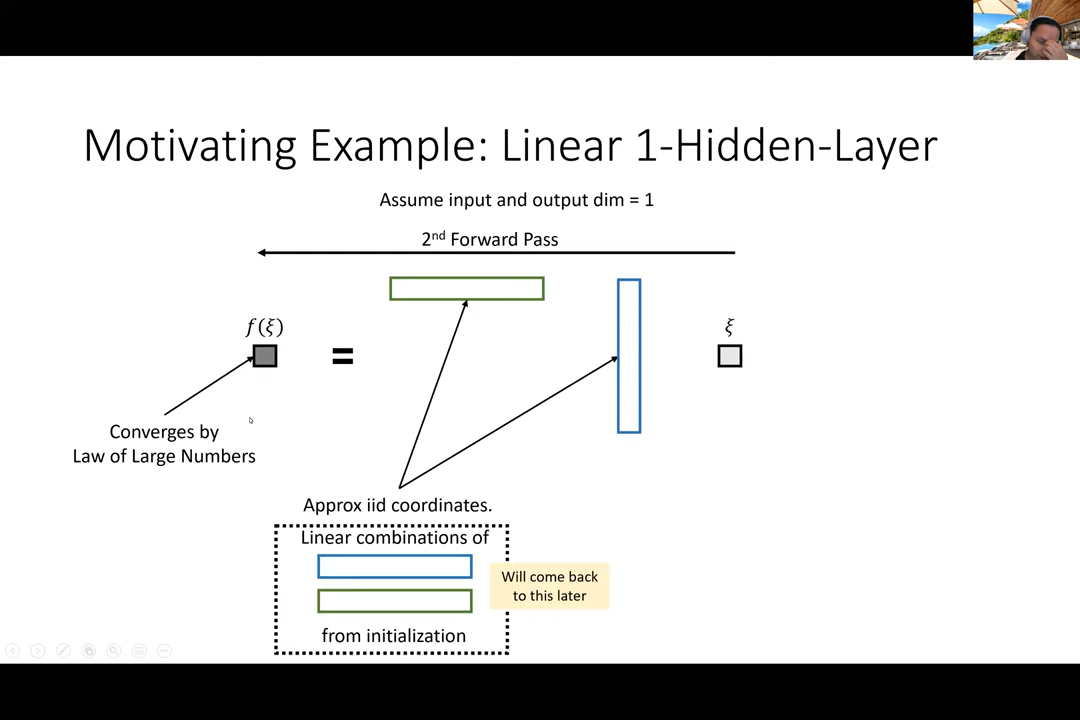 Motivating Example: Linear 1-Hidden-Layer
Assume input and output dim = 1
2nd Forward Pass
f(ξ)
=
ξ
Converges by
Law of Large Numbers
Approx iid coordinates.
Linear combinations of
Will come back
to this later
from initialization